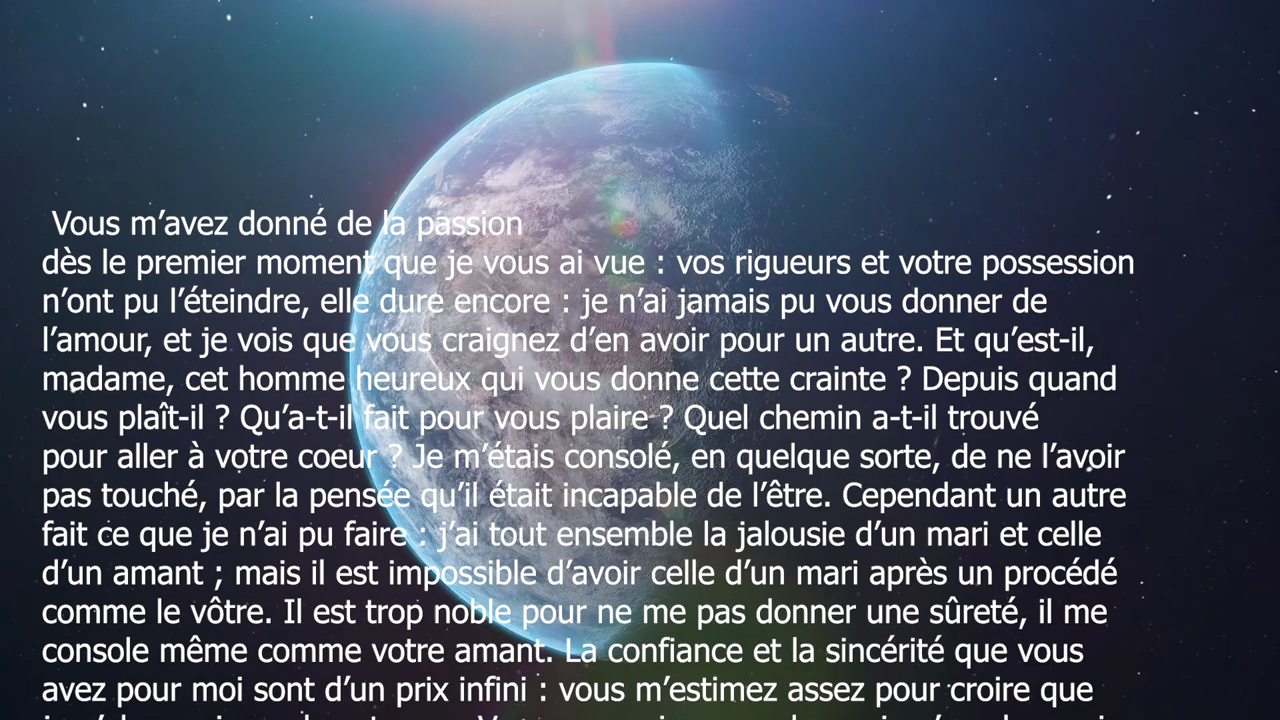 Vous m’avez donné de la passion
dès le premier moment que je vous ai vue : vos rigueurs et votre possession
n’ont pu l’éteindre, elle dure encore : je n’ai jamais pu vous donner de
l’amour, et je vois que vous craignez d’en avoir pour un autre. Et qu’est-il,
madame, cet homme heureux qui vous donne cette crainte ? Depuis quand
vous plaît-il ? Qu’a-t-il fait pour vous plaire ? Quel chemin a-t-il trouvé
pour aller à votre coeur ? Je m’étais consolé, en quelque sorte, de ne l’avoir
pas touché, par la pensée qu’il était incapable de l’être. Cependant un autre
fait ce que je n’ai pu faire : j’ai tout ensemble la jalousie d’un mari et celle
d’un amant ; mais il est impossible d’avoir celle d’un mari après un procédé
comme le vôtre. Il est trop noble pour ne me pas donner une sûreté, il me
console même comme votre amant. La confiance et la sincérité que vous
avez pour moi sont d’un prix infini : vous m’estimez assez pour croire que